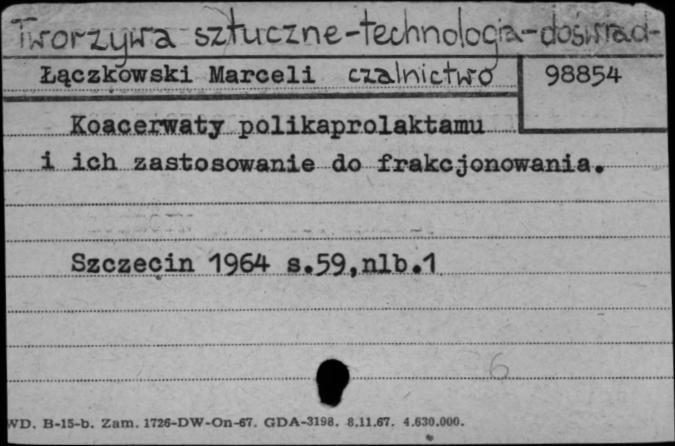 Tworzywa sztuczne-technologia-doświad-
Łączkowski Marceli czalnictwo 98854
Koacerwaty polikaprolaktamu
i ich zastosowanie do frakcjonowania.
Szczecin 1964 s.59,nlb.1
6
WD. B-15-b. Zam. 1726-DW-On-67. GDA-3198. 8.11.67. 4.630.000.